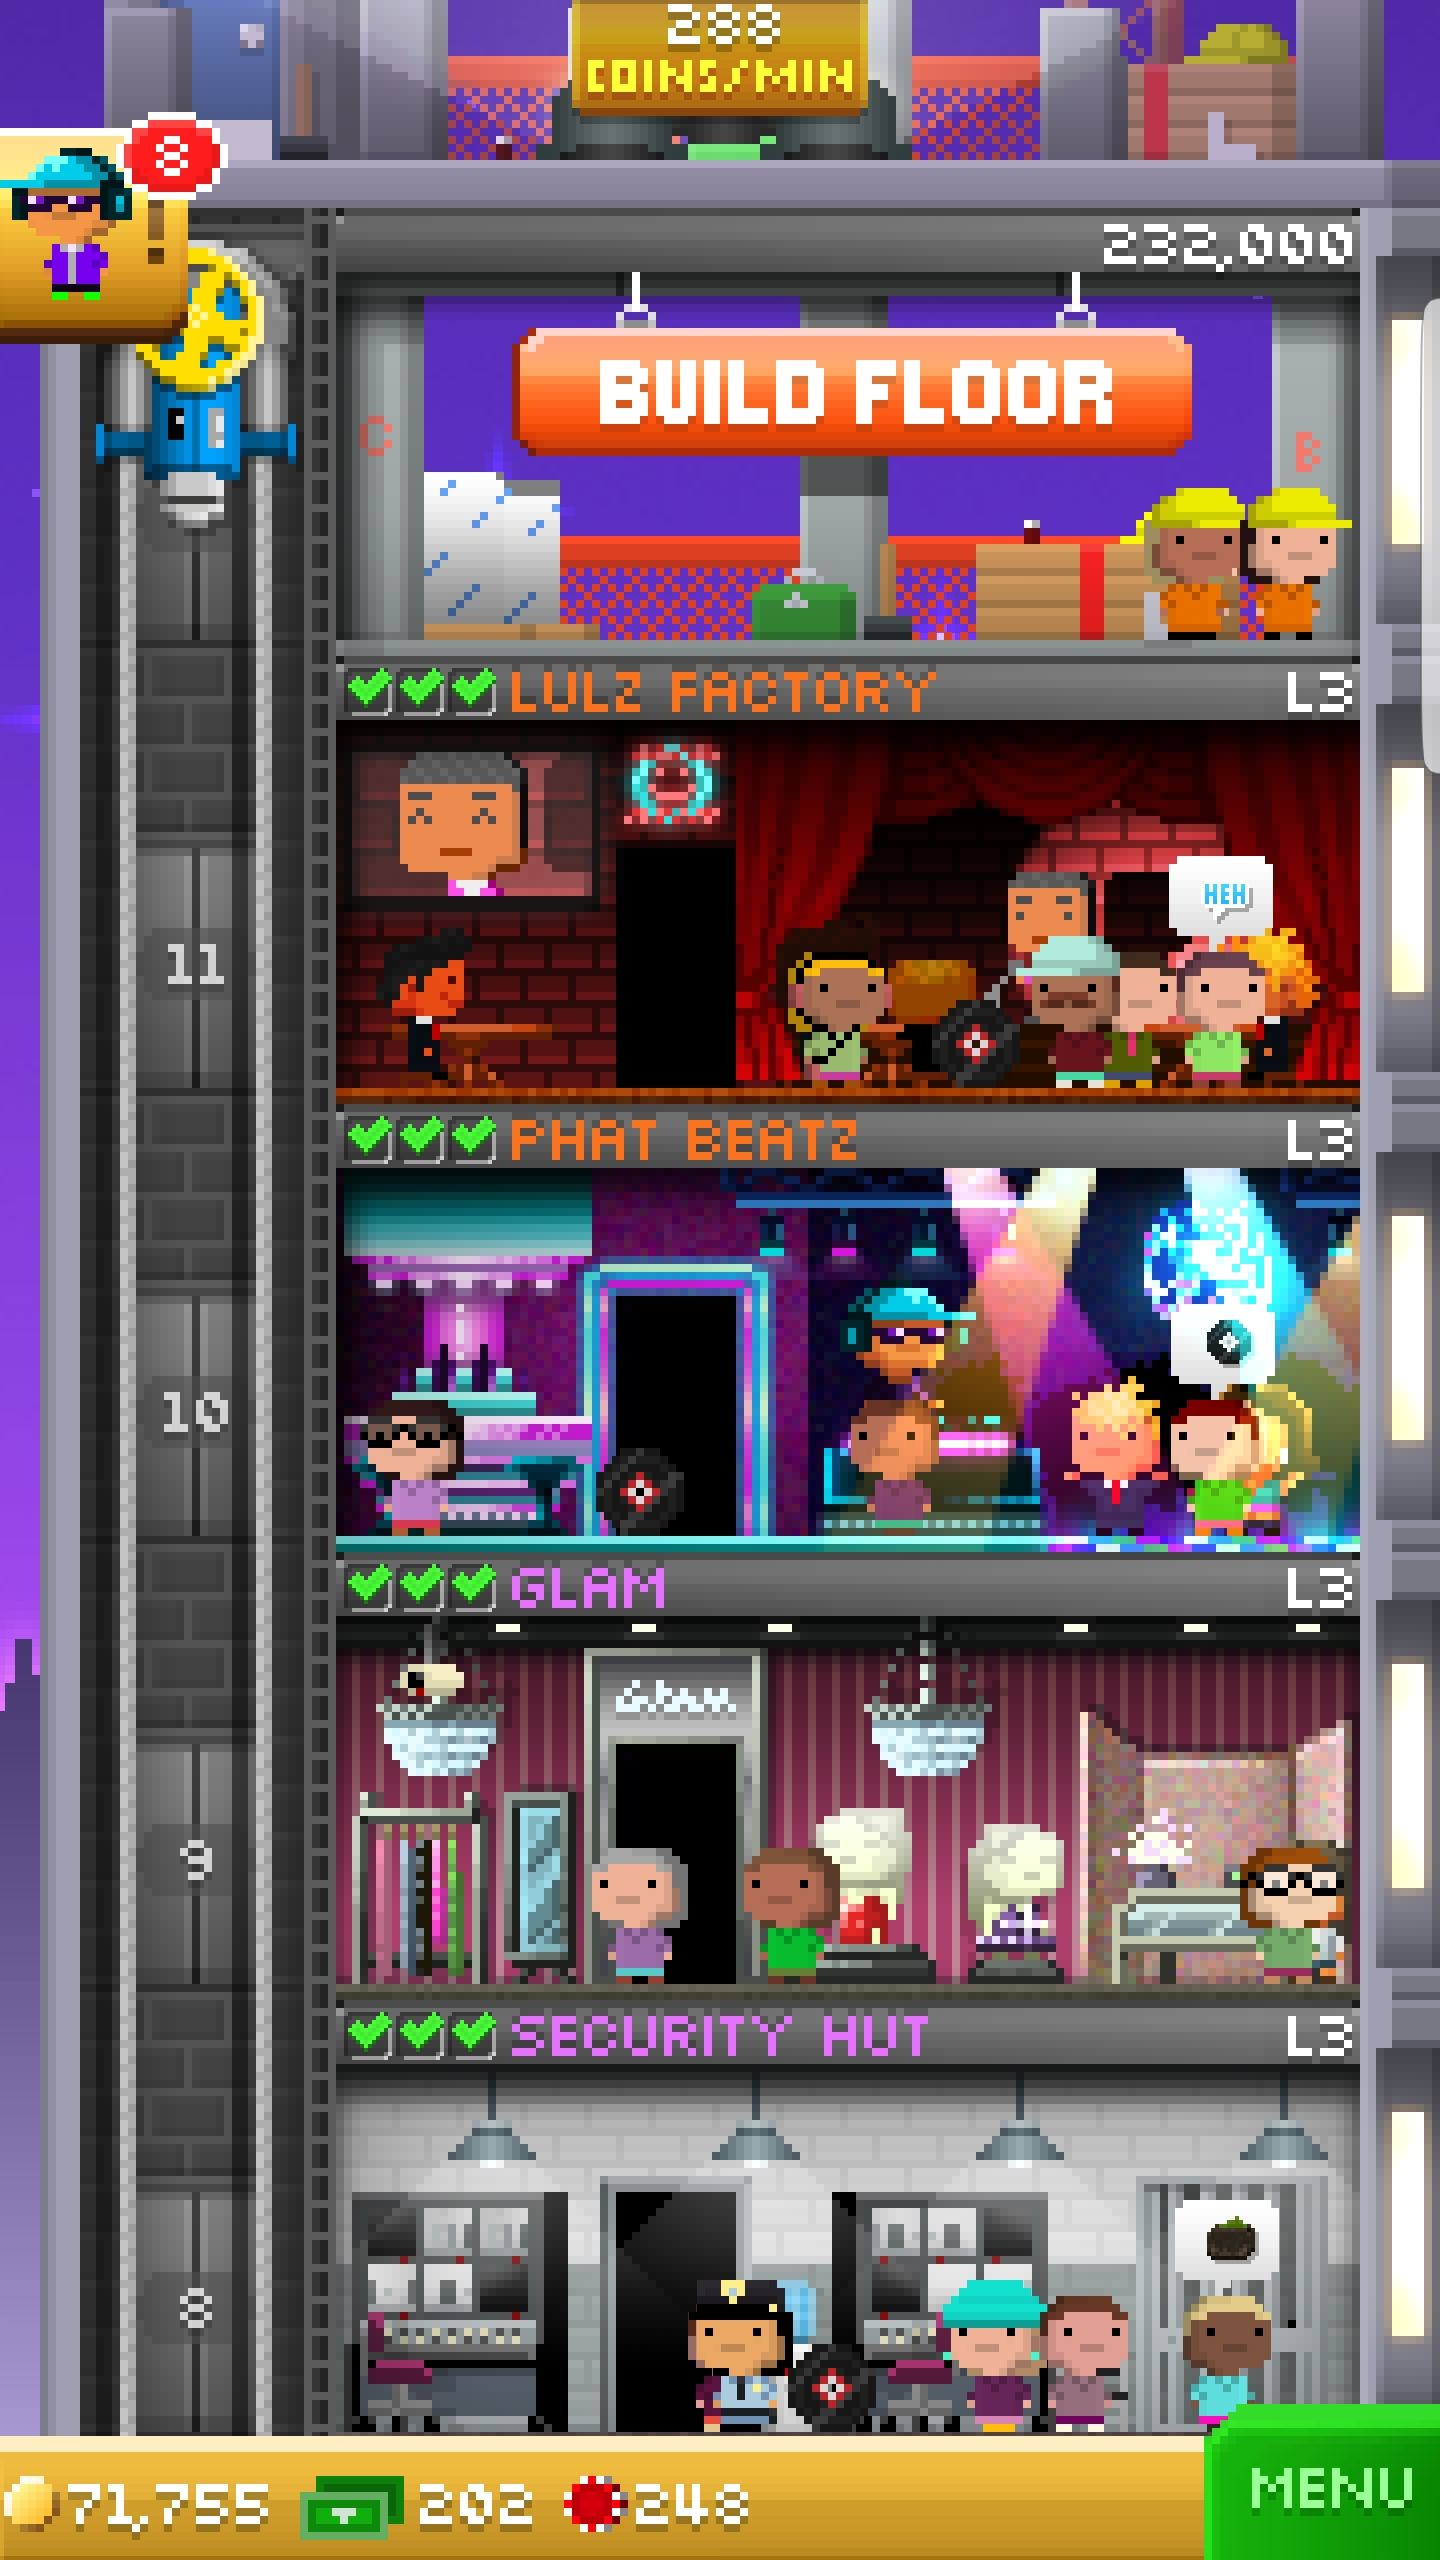 288
COINS/MIN
8
!
232,000
BUILD FLOOR
C
B
LULZ FACTORY
L3
HEH
11
PHAT BEATZ
L3
10
GLAM
L3
Glam
9
SECURITY HUT
L3
8
71,755
202
248
MENU